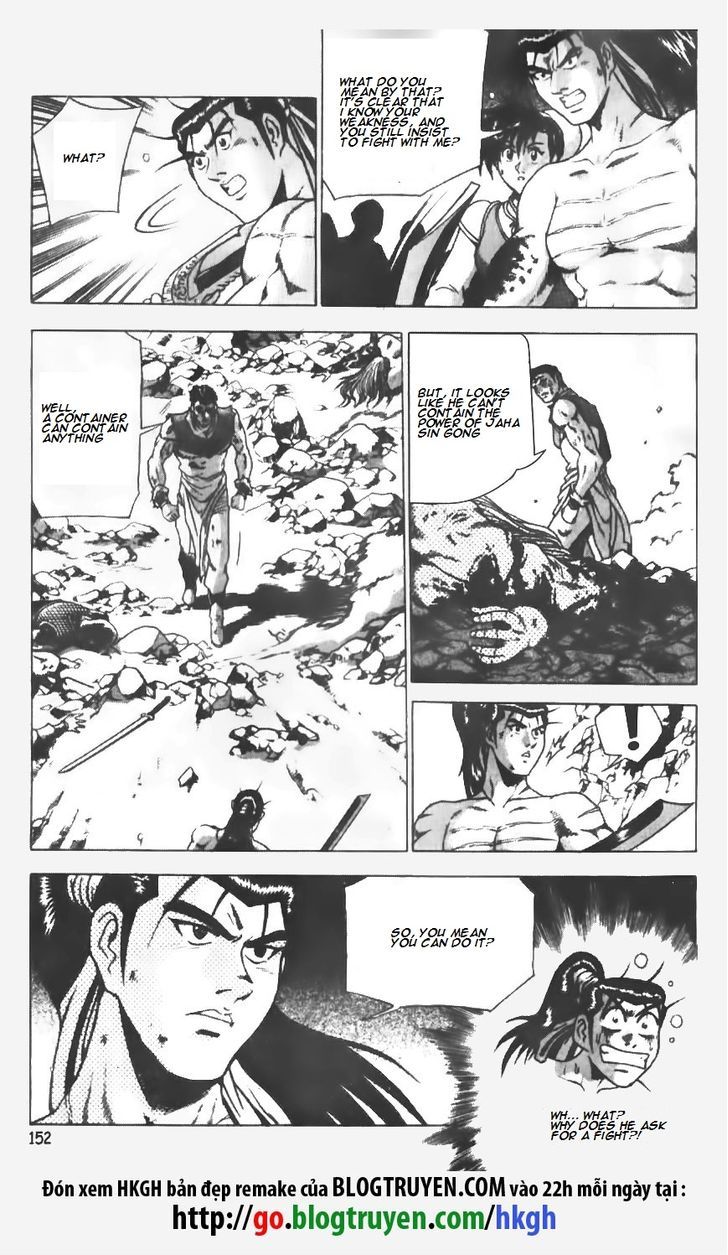 WHAT DO YOU
MEAN BY THAT?
IT'S CLEAR THAT
I KNOW YOUR
WEAKNESS, AND
YOU STILL INSIST
TO FIGHT WITH ME?
WHAT?
WELL,
A CONTAINER
CAN CONTAIN
ANYTHING
BUT, IT LOOKS
LIKE HE CAN'T
CONTAIN THE
POWER OF JAHA
SIN GONG
!
SO, YOU MEAN
YOU CAN DO IT?
WH... WHAT?
WHY DOES HE ASK
FOR A FIGHT?!
152
Đón xem HKGH bản đẹp remake của BLOGTRUYEN.COM vào 22h mỗi ngày tại :
http://go.blogtruyen.com/hkgh